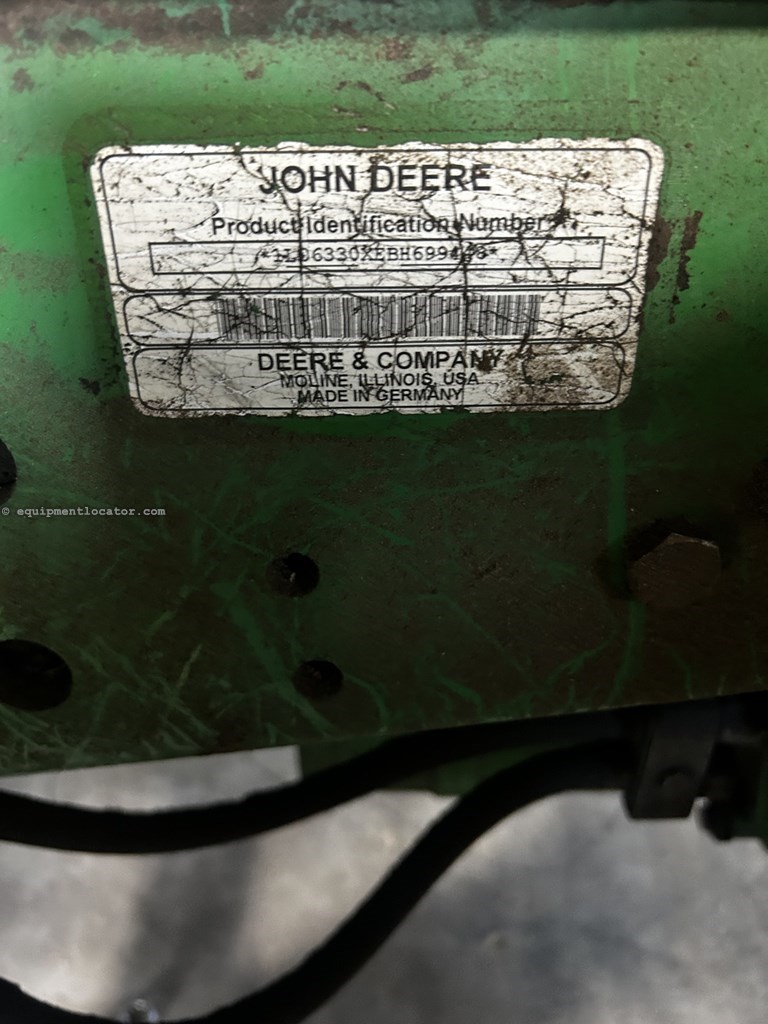 JOHN DEERE
Product Identification Number
DEERE & COMPANY
MOLINE, ILLINOIS, USA
MADE IN GERMANY
© equipmentlocator.com